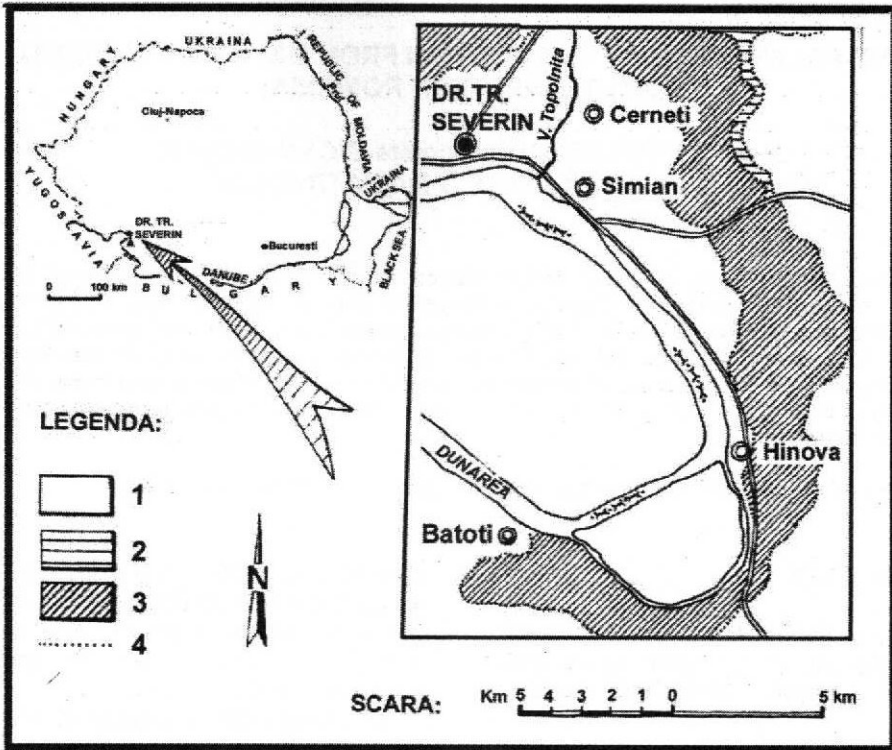 UKRAINA
HUNGARY
REPUBLIC OF MOLDAVIA
Cluj-Napoca
UKRAINA
YUGOSLAVIA
DR. TR.
SEVERIN
Bucuresti
DANUBE
BLACK SEA
BULGARY
0 100 km
DR.TR.
SEVERIN
V. Topolnita
Cerneti
Simian
Hinova
DUNAREA
Batoti
LEGENDA:
1
2
3
4
N
SCARA: Km 5 4 3 2 1 0 5 km